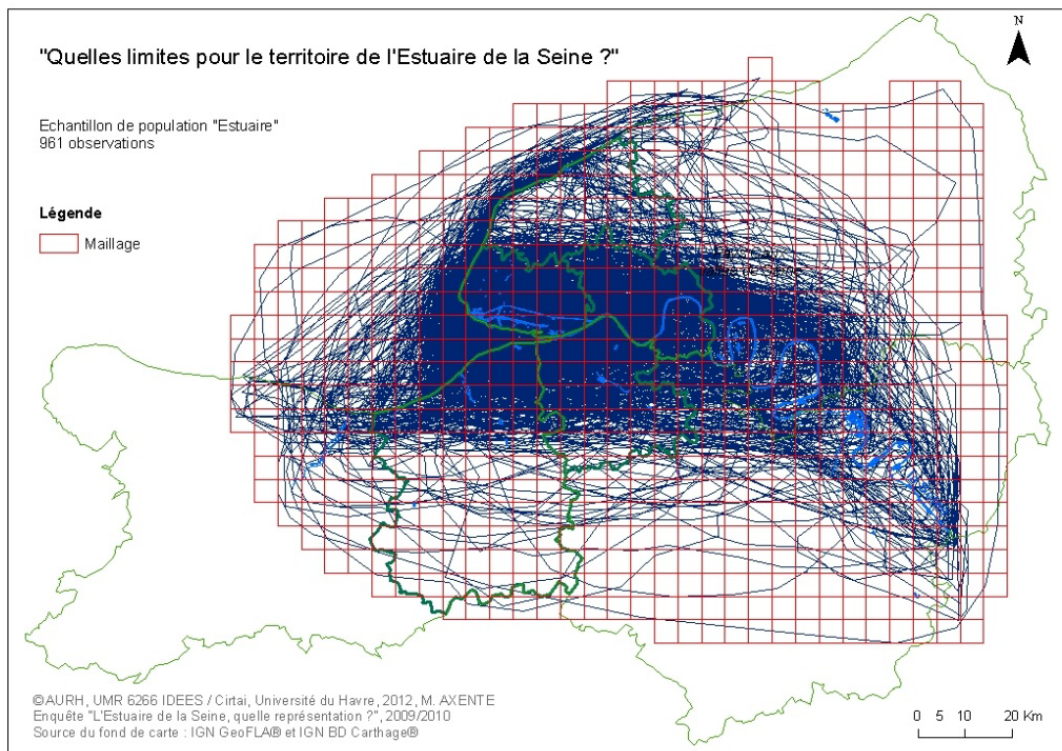 "Quelles limites pour le territoire de l'Estuaire de la Seine ?"
N
Echantillon de population "Estuaire"
961 observations
Légende
Maillage
©AURH, UMR 6266 IDEES / Cirtai, Université du Havre, 2012, M. AXENTE
Enquête "L'Estuaire de la Seine, quelle représentation ?", 2009/2010
Source du fond de carte : IGN GeoFLA® et IGN BD Carthage®
0 5 10 20 Km